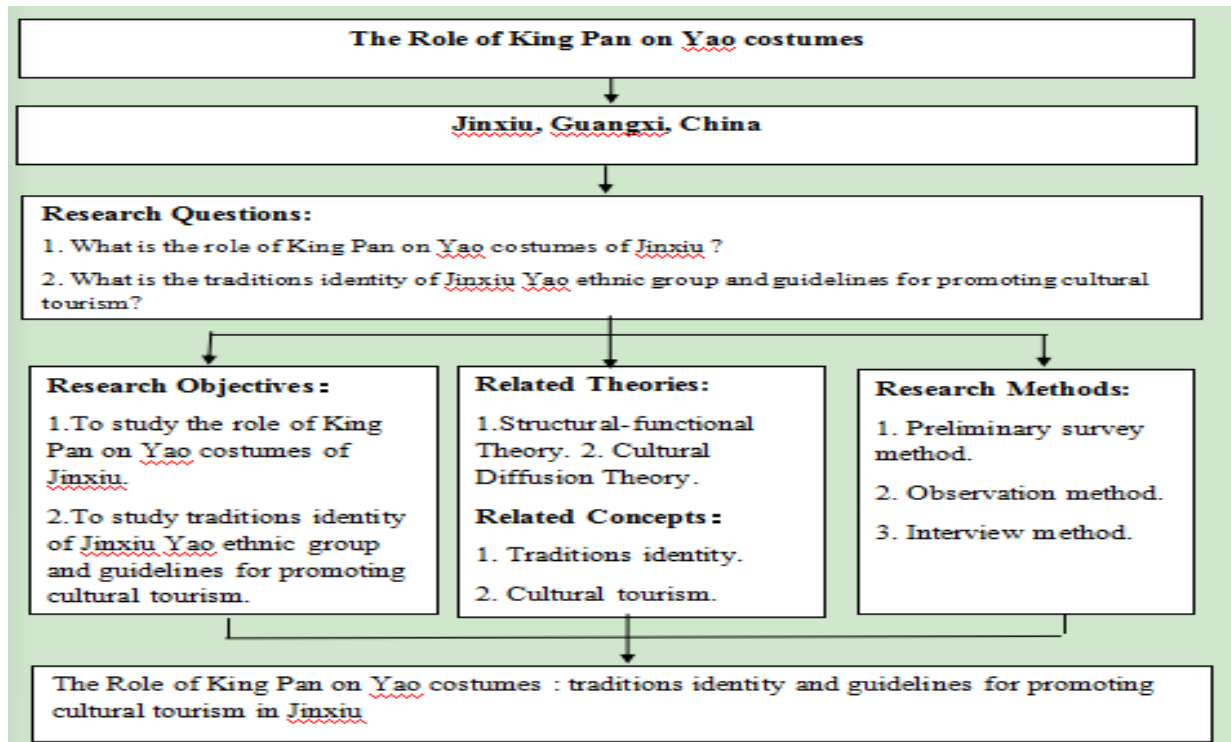 The Role of King Pan on Yao costumes
Jinxiu, Guangxi, China
Research Questions:
1. What is the role of King Pan on Yao costumes of Jinxiu ?
2. What is the traditions identity of Jinxiu Yao ethnic group and guidelines for promoting cultural
tourism?
Research Objectives:
1.To study the role of King
Pan on Yao costumes of
Jinxiu.
2.To study traditions identity
of Jinxiu Yao ethnic group
and guidelines for promoting
cultural tourism.
Related Theories:
1.Structural-functional
Theory. 2. Cultural
Diffusion Theory.
Related Concepts:
1. Traditions identity.
2. Cultural tourism.
Research Methods:
1. Preliminary survey
method.
2. Observation method.
3. Interview method.
The Role of King Pan on Yao costumes : traditions identity and guidelines for promoting
cultural tourism in Jinxiu